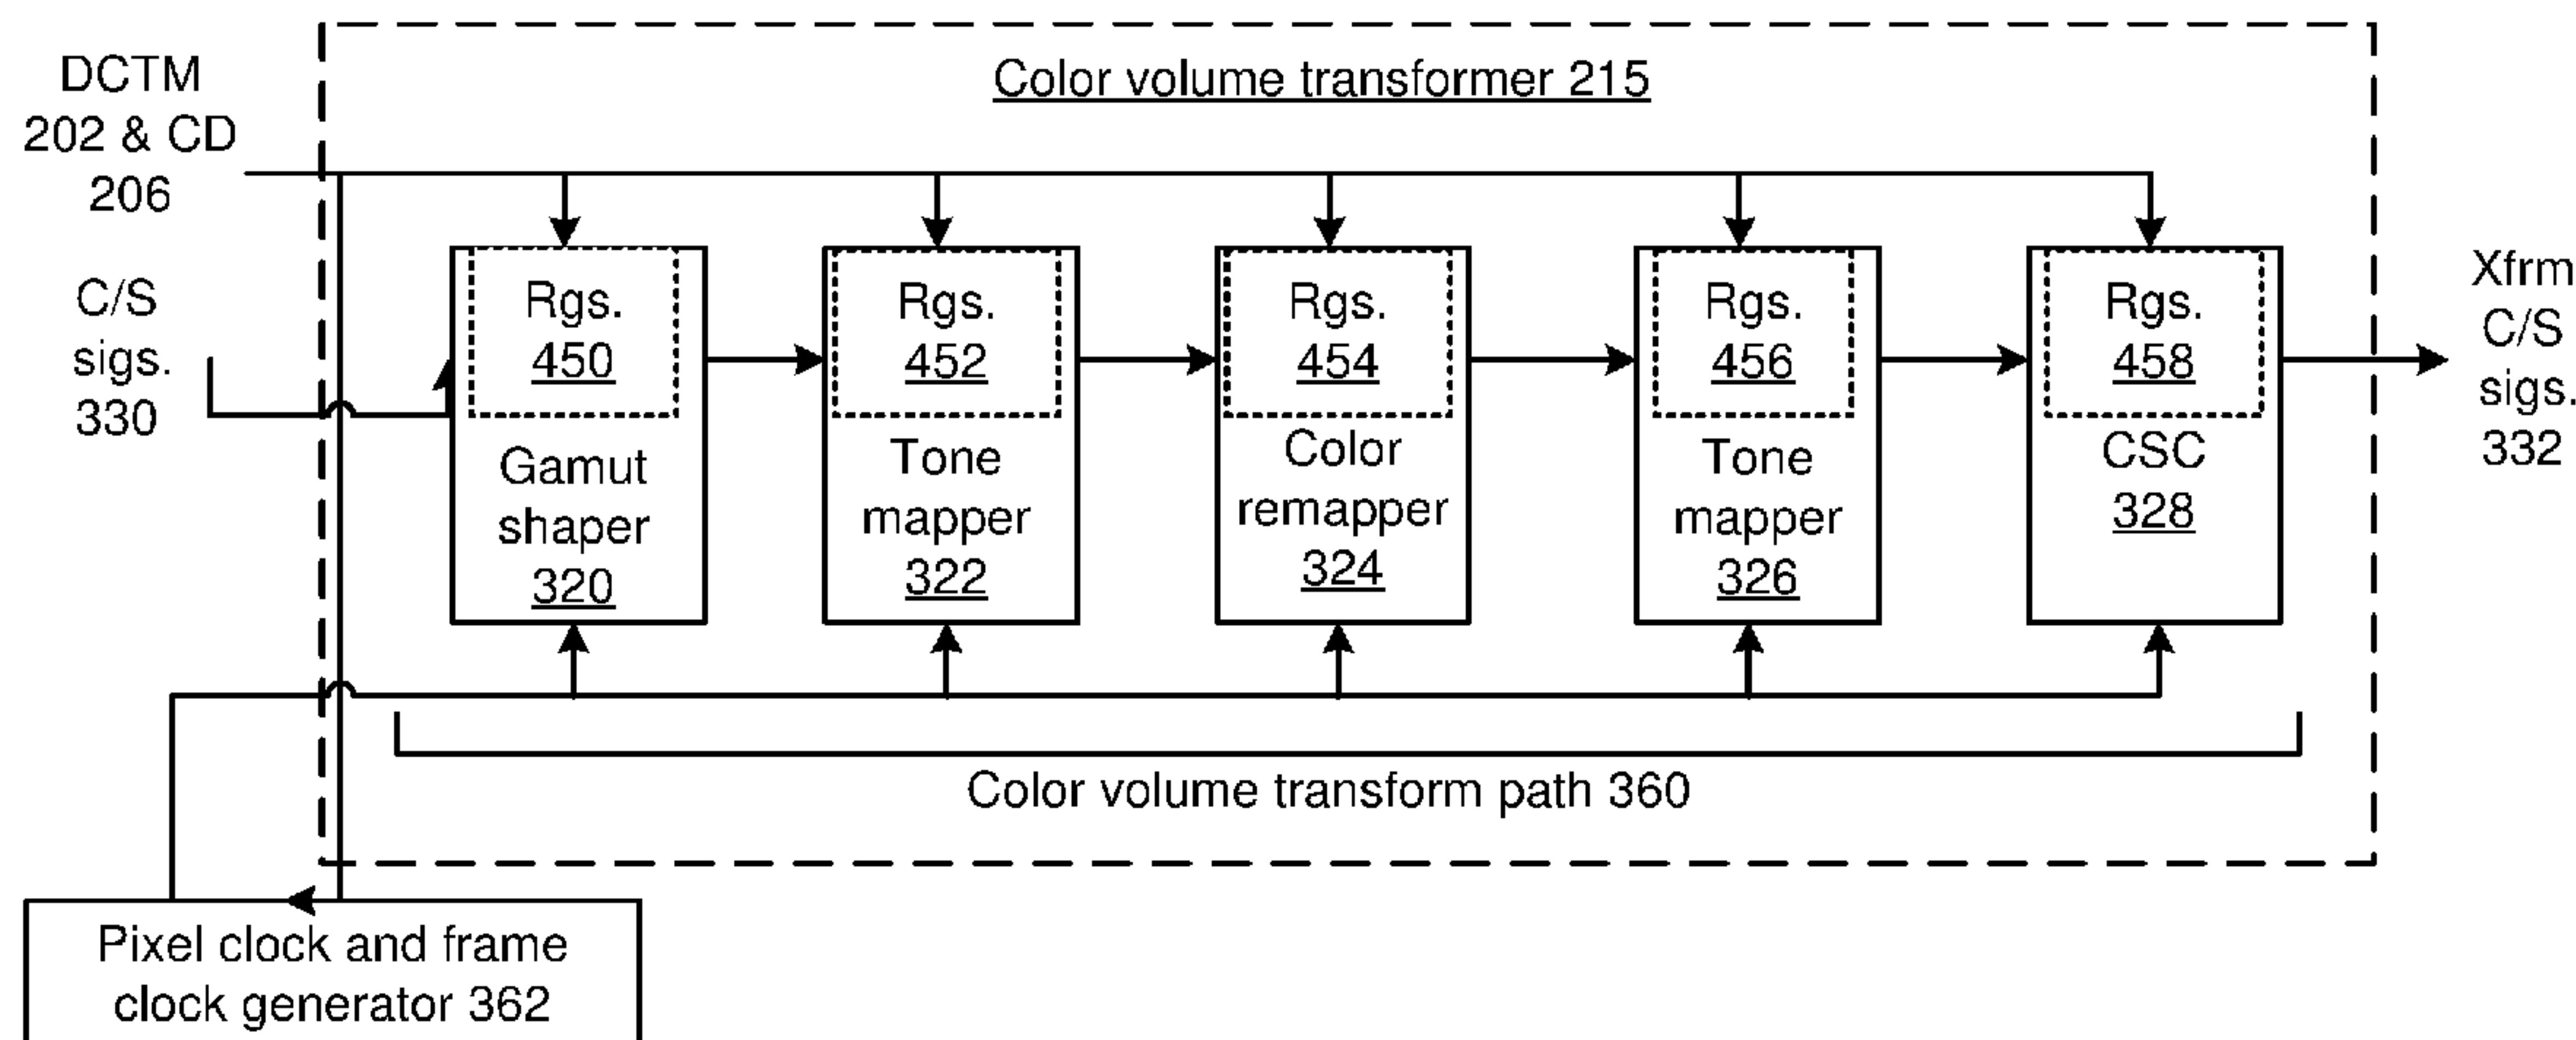 DCTM
202 & CD
206
Color volume transformer 215
C/S
sigs.
330
Rgs.
450
Gamut
shaper
320
Rgs.
452
Tone
mapper
322
Rgs.
454
Color
remapper
324
Rgs.
456
Tone
mapper
326
Rgs.
458
CSC
328
Xfrm
C/S
sigs.
332
Color volume transform path 360
Pixel clock and frame
clock generator 362